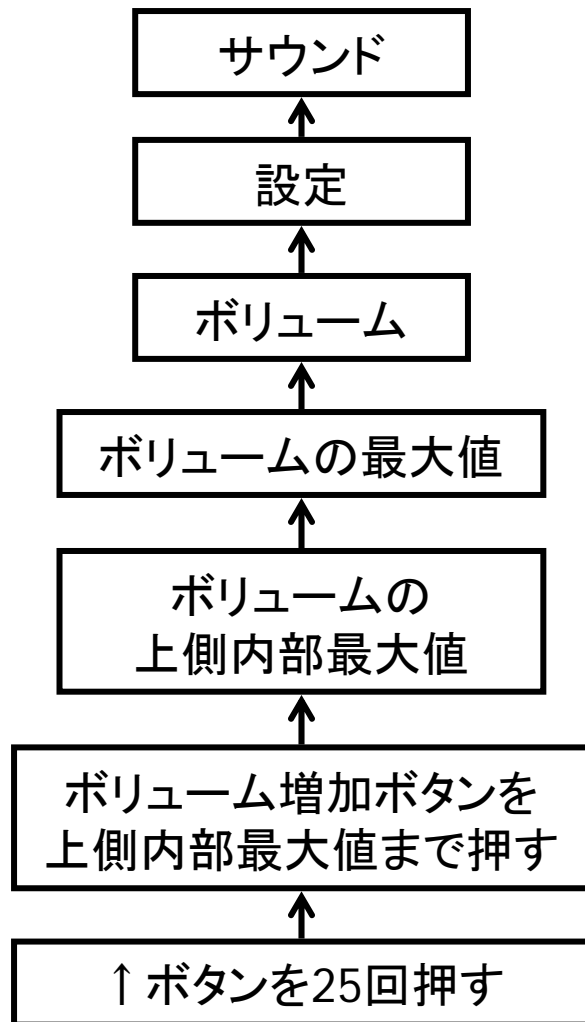 サウンド
設定
ボリューム
ボリュームの最大値
ボリュームの
上側内部最大値
ボリューム増加ボタンを
上側内部最大値まで押す
↑ボタンを25回押す